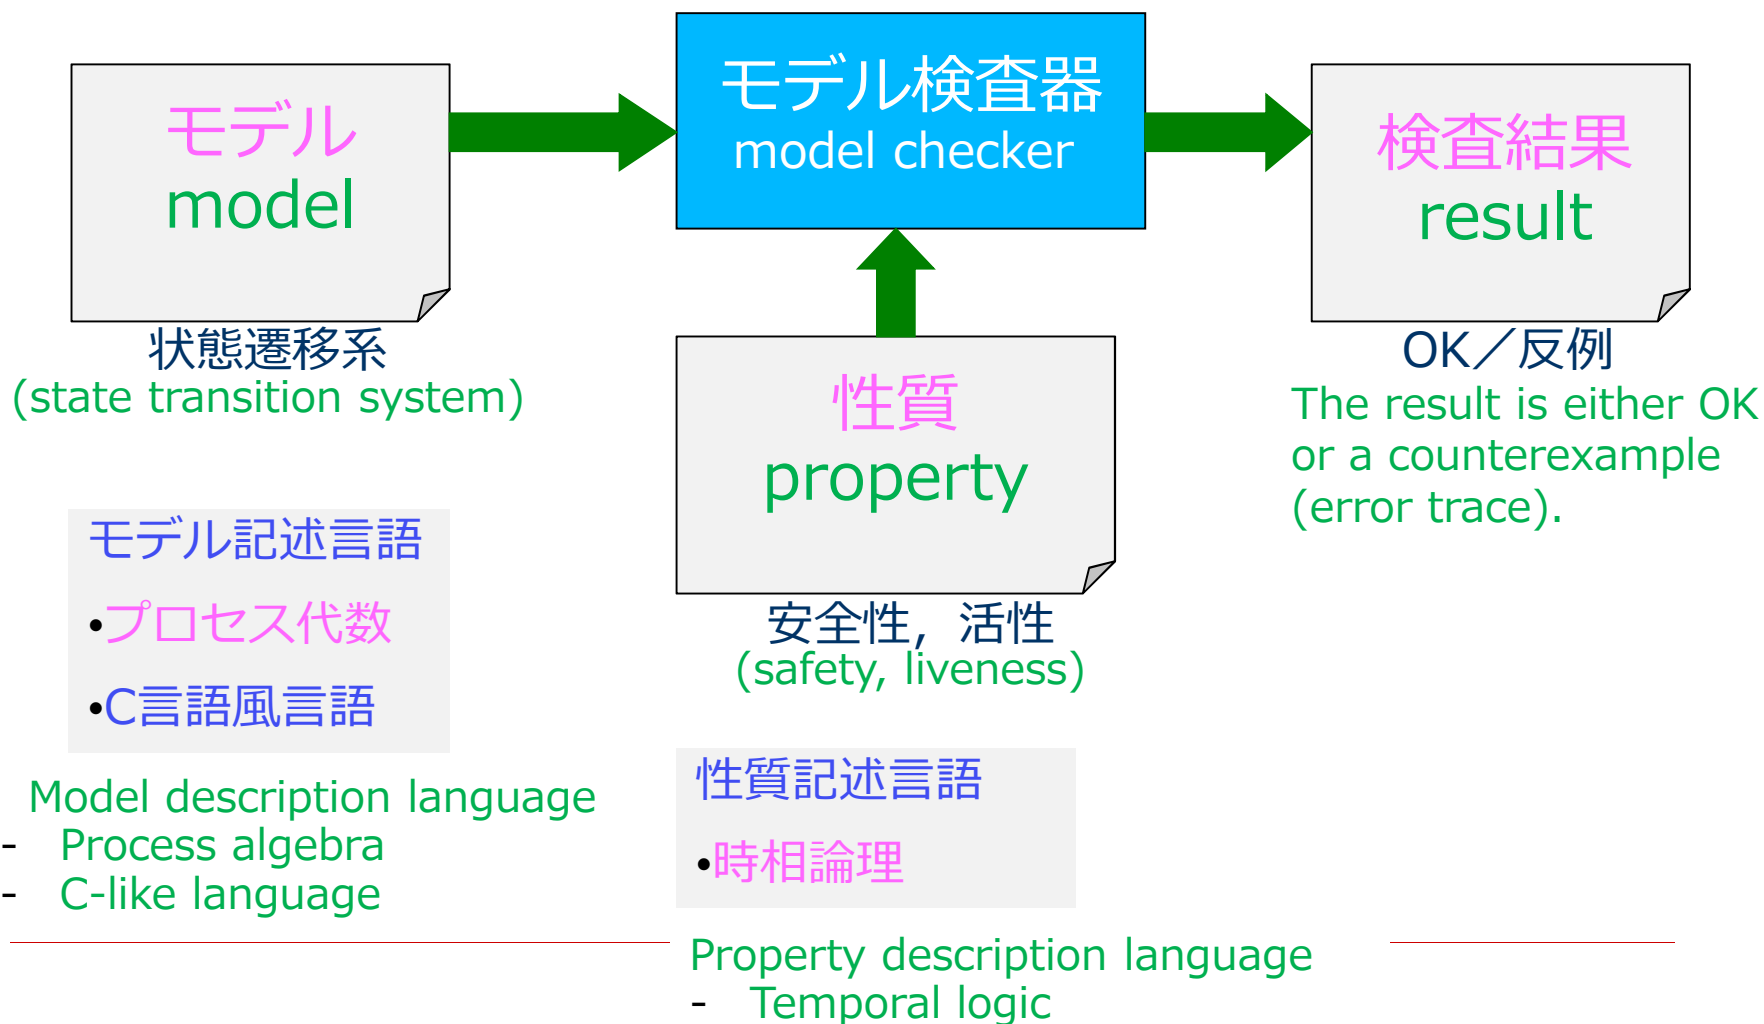 モデル
model
状態遷移系
(state transition system)
モデル検査器
model checker
検査結果
result
OK／反例
The result is either OK
or a counterexample
(error trace).
性質
property
安全性，活性
(safety, liveness)
モデル記述言語
•プロセス代数
•C言語風言語
Model description language
- Process algebra
- C-like language
性質記述言語
•時相論理
Property description language
- Temporal logic